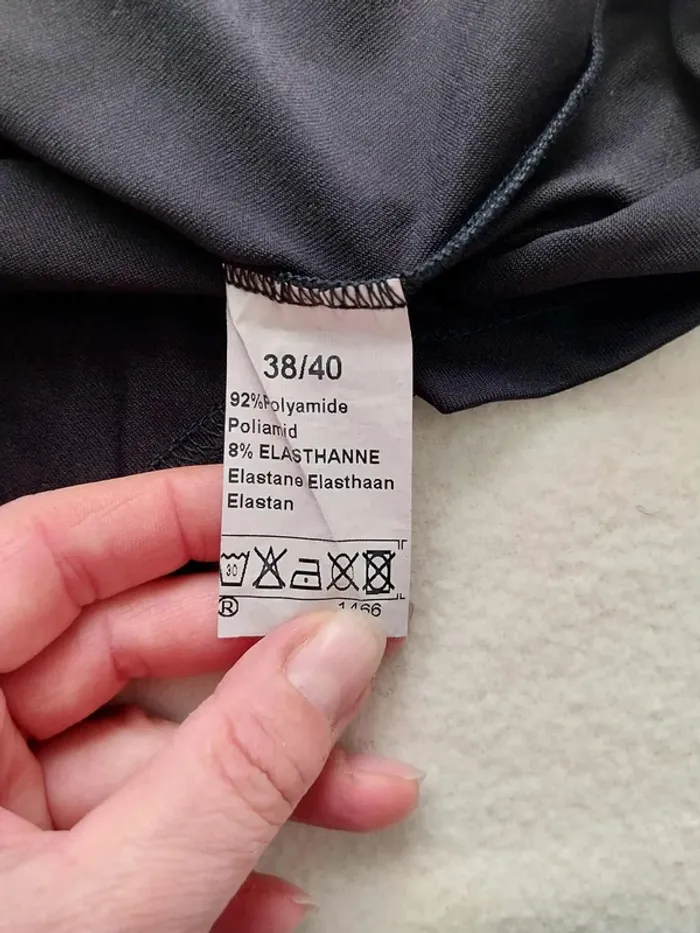 38/40
92%Polyamide
Poliamid
8% ELASTHANNE
Elastane Elasthaan
Elastan
30
®
1466